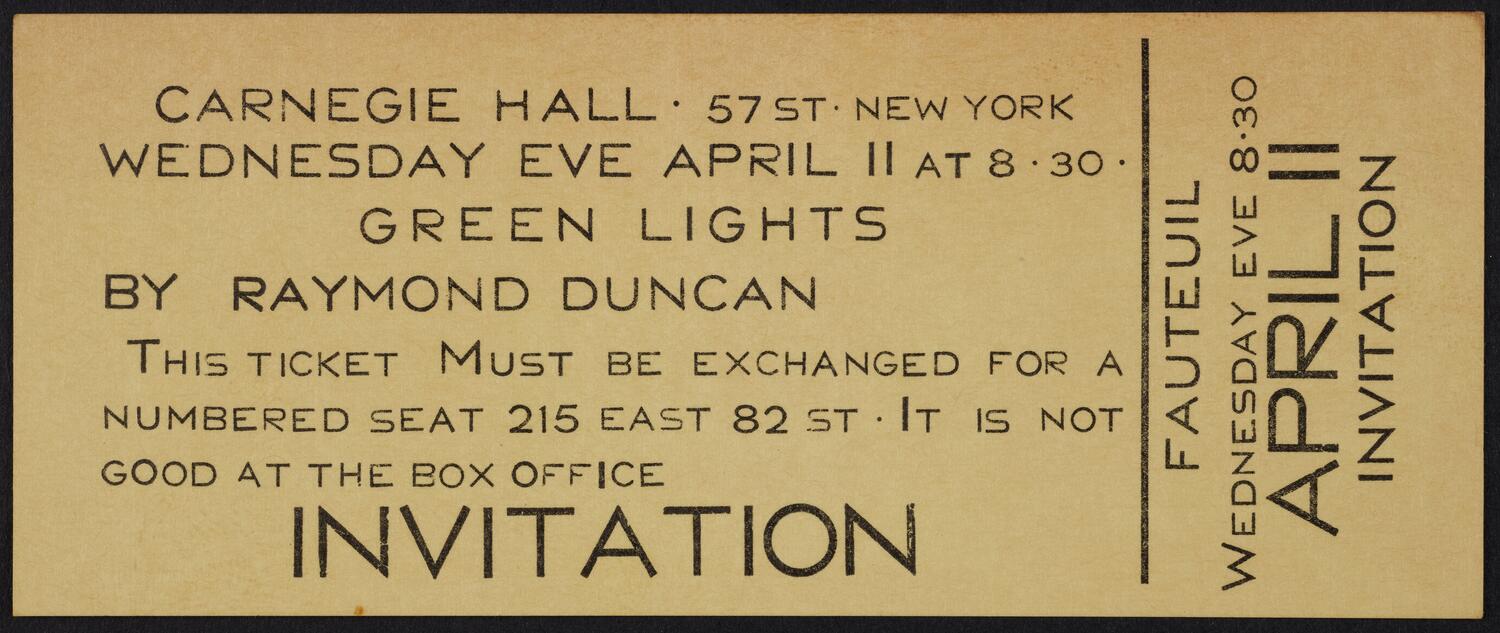 CARNEGIE HALL · 57 ST · NEW YORK
WEDNESDAY EVE APRIL 11 AT 8·30·
GREEN LIGHTS
BY RAYMOND DUNCAN
THIS TICKET MUST BE EXCHANGED FOR A
NUMBERED SEAT 215 EAST 82 ST · IT IS NOT
GOOD AT THE BOX OFFICE
INVITATION
FAUTEUIL
WEDNESDAY EVE 8·30
APRIL 11
INVITATION